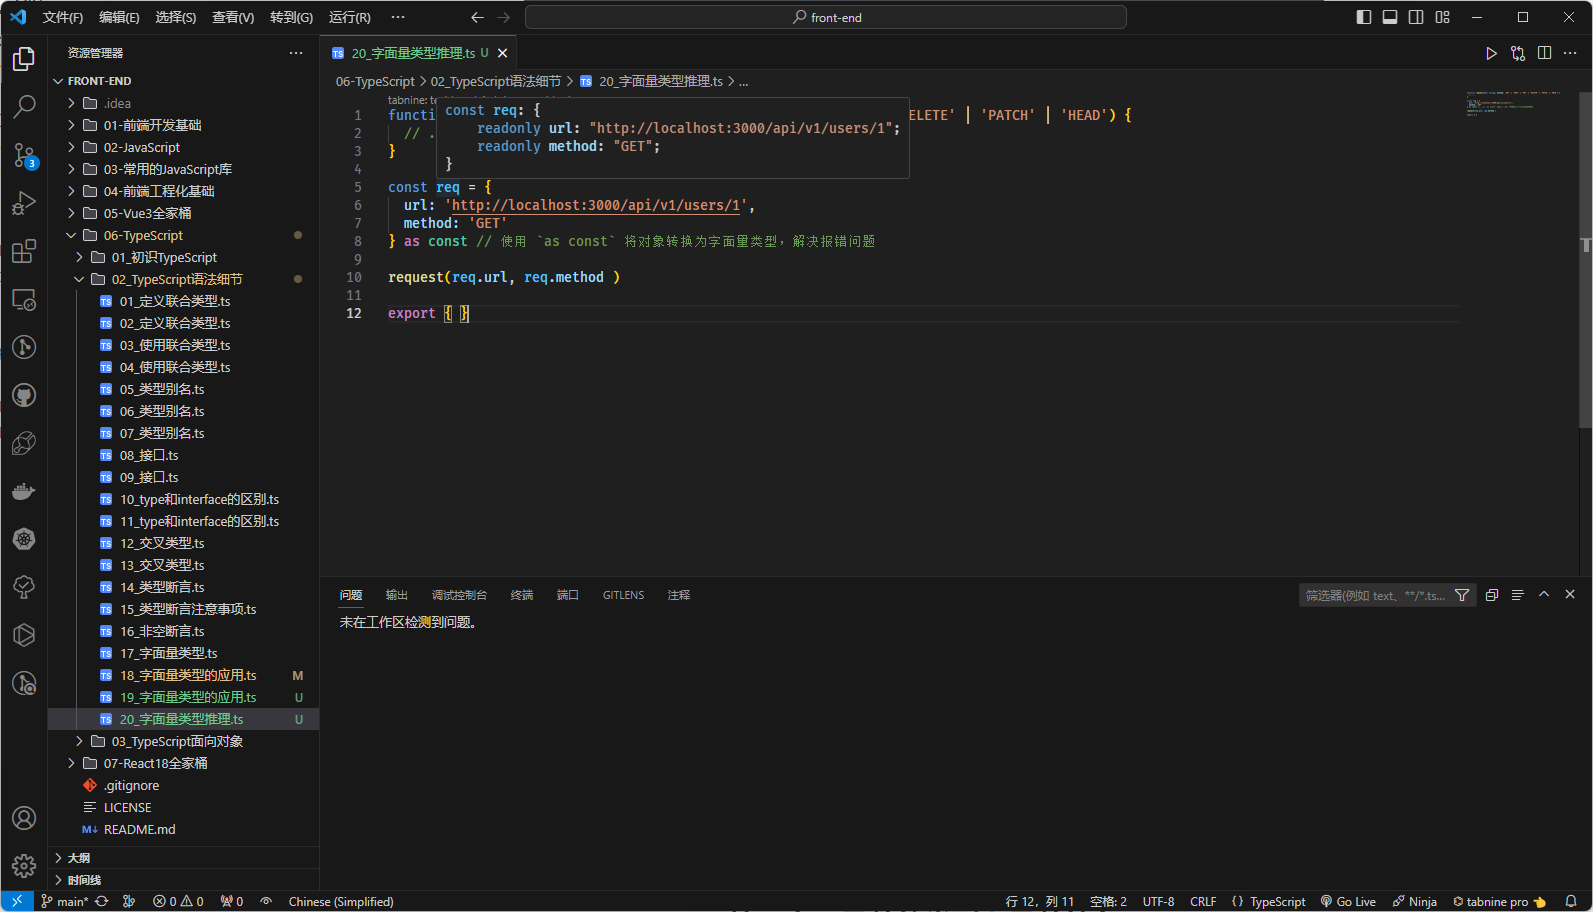 文件(F) 编辑(E) 选择(S) 查看(V) 转到(G) 运行(R) ··· front-end
资源管理器 ···
FRONT-END
.idea
01-前端开发基础
02-JavaScript
03-常用的JavaScript库
04-前端工程化基础
05-Vue3全家桶
06-TypeScript
01_初识TypeScript
02_TypeScript语法细节
TS 01_定义联合类型.ts
TS 02_定义联合类型.ts
TS 03_使用联合类型.ts
TS 04_使用联合类型.ts
TS 05_类型别名.ts
TS 06_类型别名.ts
TS 07_类型别名.ts
TS 08_接口.ts
TS 09_接口.ts
TS 10_type和interface的区别.ts
TS 11_type和interface的区别.ts
TS 12_交叉类型.ts
TS 13_交叉类型.ts
TS 14_类型断言.ts
TS 15_类型断言注意事项.ts
TS 16_非空断言.ts
TS 17_字面量类型.ts
TS 18_字面量类型的应用.ts M
TS 19_字面量类型的应用.ts U
TS 20_字面量类型推理.ts U
03_TypeScript面向对象
07-React18全家桶
.gitignore
LICENSE
M↓ README.md
大纲
时间线
TS 20_字面量类型推理.ts U
06-TypeScript > 02_TypeScript语法细节 > TS 20_字面量类型推理.ts > ...
tabnine: te
const req: {
readonly url: "http://localhost:3000/api/v1/users/1";
readonly method: "GET";
}
1 functi ELETE' | 'PATCH' | 'HEAD') {
2 // .
3 }
4
5 const req = {
6 url: 'http://localhost:3000/api/v1/users/1',
7 method: 'GET'
8 } as const // 使用 `as const` 将对象转换为字面量类型，解决报错问题
9
10 request(req.url, req.method )
11
12 export { }
问题 输出 调试控制台 终端 端口 GITLENS 注释 筛选器(例如 text、**/*.ts...
未在工作区检测到问题。
3
main* 0 0 0 Chinese (Simplified) 行 12，列 11 空格: 2 UTF-8 CRLF {} TypeScript Go Live Ninja tabnine pro